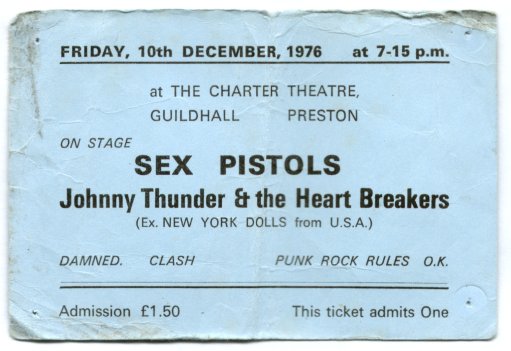 FRIDAY, 10th DECEMBER, 1976 at 7-15 p.m.
at THE CHARTER THEATRE,
GUILDHALL PRESTON
ON STAGE
SEX PISTOLS
Johnny Thunder & the Heart Breakers
(Ex. NEW YORK DOLLS from U.S.A.)
DAMNED. CLASH PUNK ROCK RULES O.K.
Admission £1.50 This ticket admits One